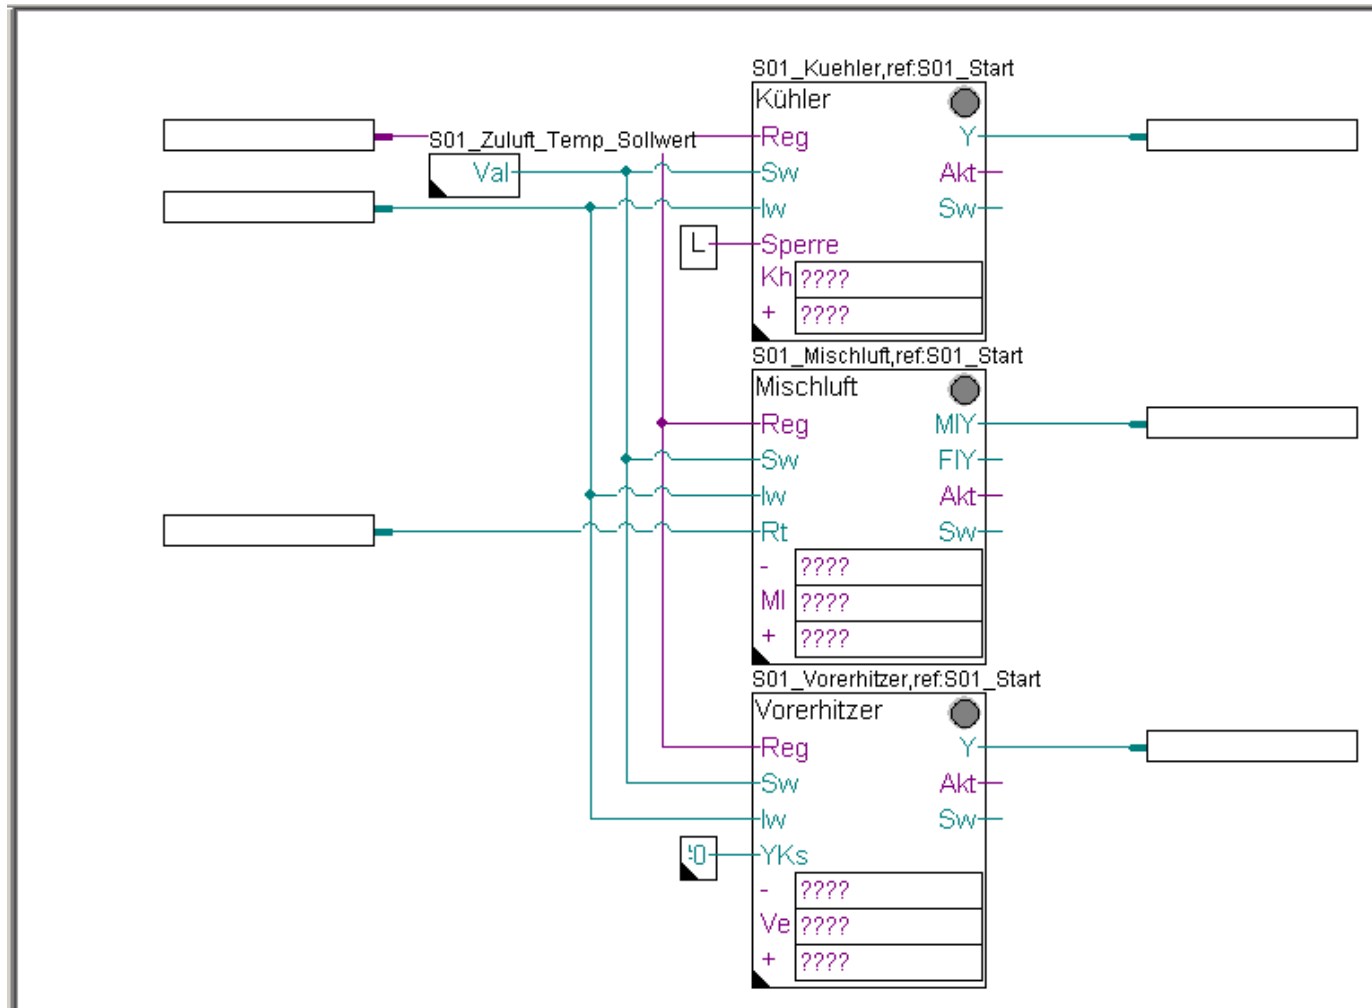 S01_Kuehler,ref:S01_Start
Kühler
S01_Zuluft_Temp_Sollwert
Reg Y
Val Sw Akt
Iw Sw
L Sperre
Kh ????
+ ????
S01_Mischluft,ref:S01_Start
Mischluft
Reg MIY
Sw FIY
Iw Akt
Rt Sw
- ????
MI ????
+ ????
S01_Vorerhitzer,ref:S01_Start
Vorerhitzer
Reg Y
Sw Akt
Iw Sw
YKs
- ????
Ve ????
+ ????